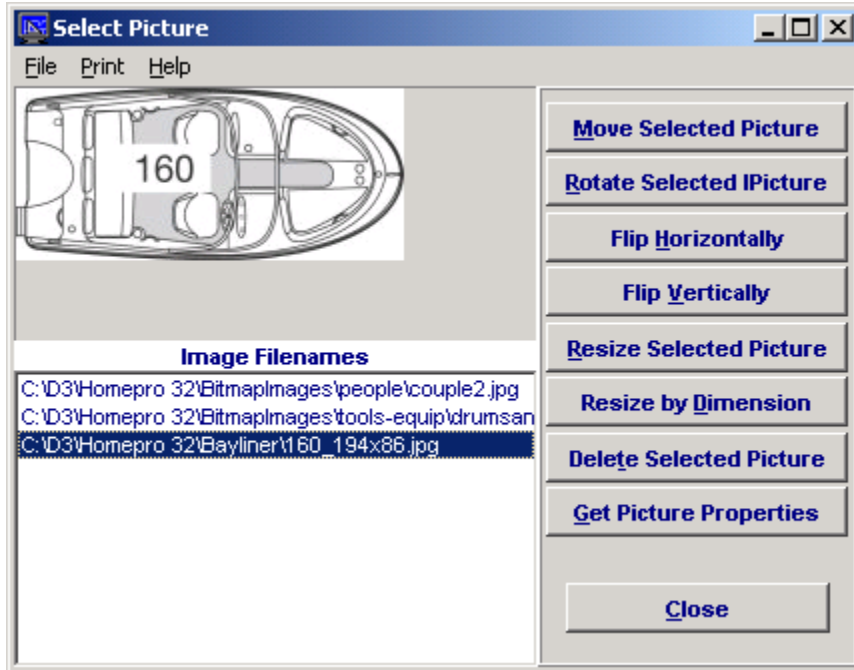 Select Picture
File Print Help
160
Image Filenames
C:\D3\Homepro 32\BitmapImages\people\couple2.jpg
C:\D3\Homepro 32\BitmapImages\tools-equip\drumsan
C:\D3\Homepro 32\Bayliner\160_194x86.jpg
Move Selected Picture
Rotate Selected IPicture
Flip Horizontally
Flip Vertically
Resize Selected Picture
Resize by Dimension
Delete Selected Picture
Get Picture Properties
Close